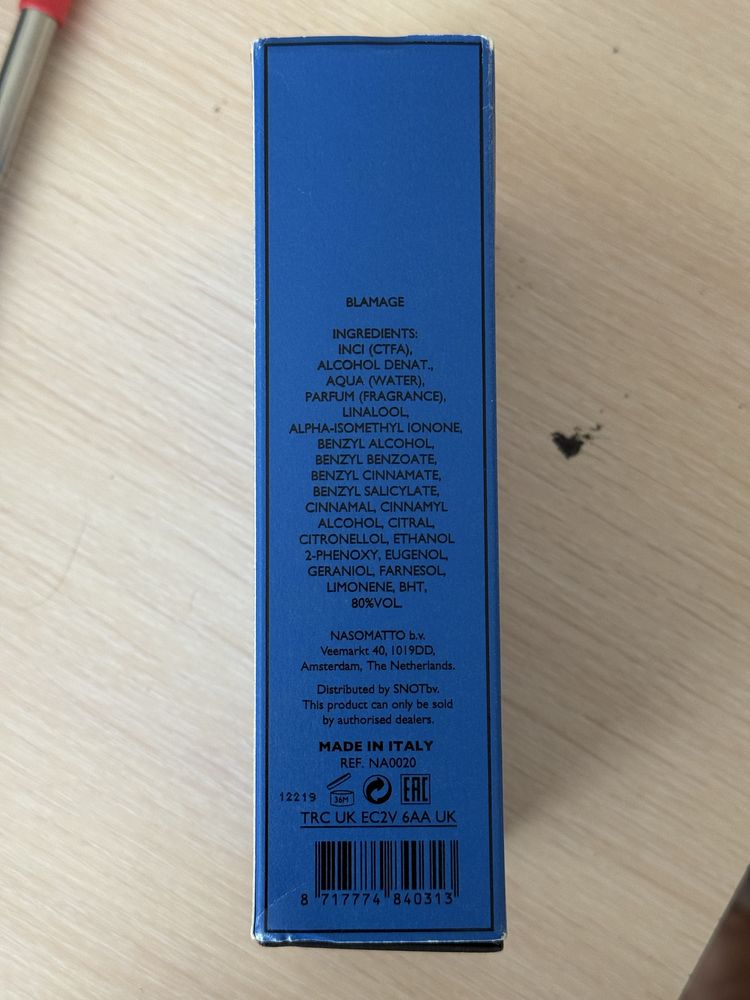 BLAMAGE
INGREDIENTS:
INCI (CTFA),
ALCOHOL DENAT.,
AQUA (WATER),
PARFUM (FRAGRANCE),
LINALOOL,
ALPHA-ISOMETHYL IONONE,
BENZYL ALCOHOL,
BENZYL BENZOATE,
BENZYL CINNAMATE,
BENZYL SALICYLATE,
CINNAMAL, CINNAMYL
ALCOHOL, CITRAL,
CITRONELLOL, ETHANOL
2-PHENOXY, EUGENOL,
GERANIOL, FARNESOL,
LIMONENE, BHT,
80%VOL.
NASOMATTO b.v.
Veemarkt 40, 1019DD,
Amsterdam, The Netherlands.
Distributed by SNOTbv.
This product can only be sold
by authorised dealers.
MADE IN ITALY
REF. NA0020
12219 36M EAC
TRC UK EC2V 6AA UK
8 717774 840313